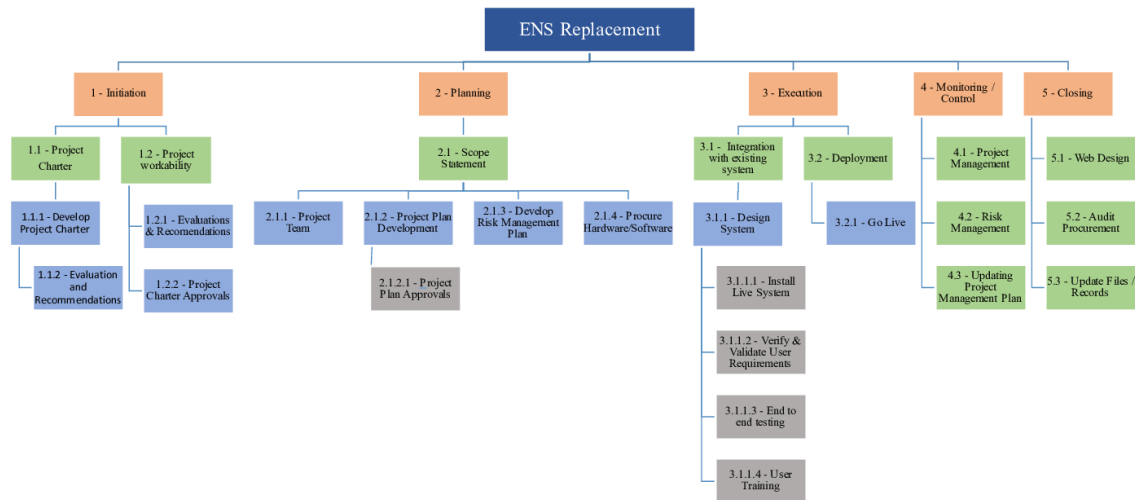 ENS Replacement
1 - Initiation
2 - Planning
3 - Execution
4 - Monitoring /
Control
5 - Closing
1.1 - Project
Charter
1.2 - Project
workability
2.1 - Scope
Statement
3.1 - Integration
with existing
system
3.2 - Deployment
4.1 - Project
Management
5.1 - Web Design
1.1.1 - Develop
Project Charter
1.2.1 - Evaluations
& Recomendations
2.1.1 - Project
Team
2.1.2 - Project Plan
Development
2.1.3 - Develop
Risk Management
Plan
2.1.4 - Procure
Hardware/Software
3.1.1 - Design
System
3.2.1 - Go Live
4.2 - Risk
Management
5.2 - Audit
Procurement
1.1.2 - Evaluation
and
Recommendations
1.2.2 - Project
Charter Approvals
2.1.2.1 - Project
Plan Approvals
3.1.1.1 - Install
Live System
4.3 - Updating
Project
Management Plan
5.3 - Update Files /
Records
3.1.1.2 - Verify &
Validate User
Requirements
3.1.1.3 - End to
end testing
3.1.1.4 - User
Training